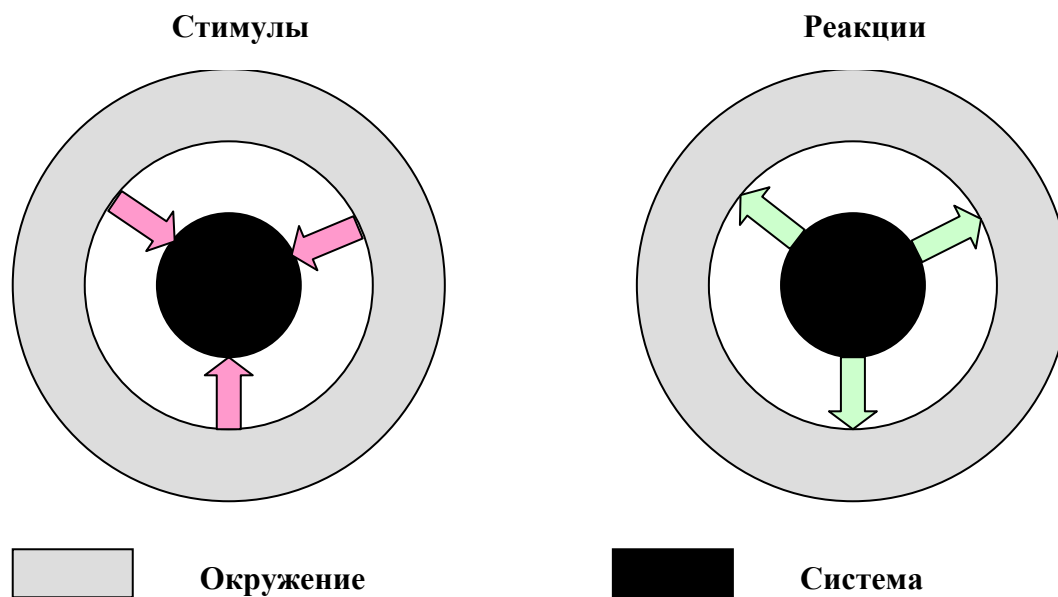 Стимулы
Реакции
Окружение
Система